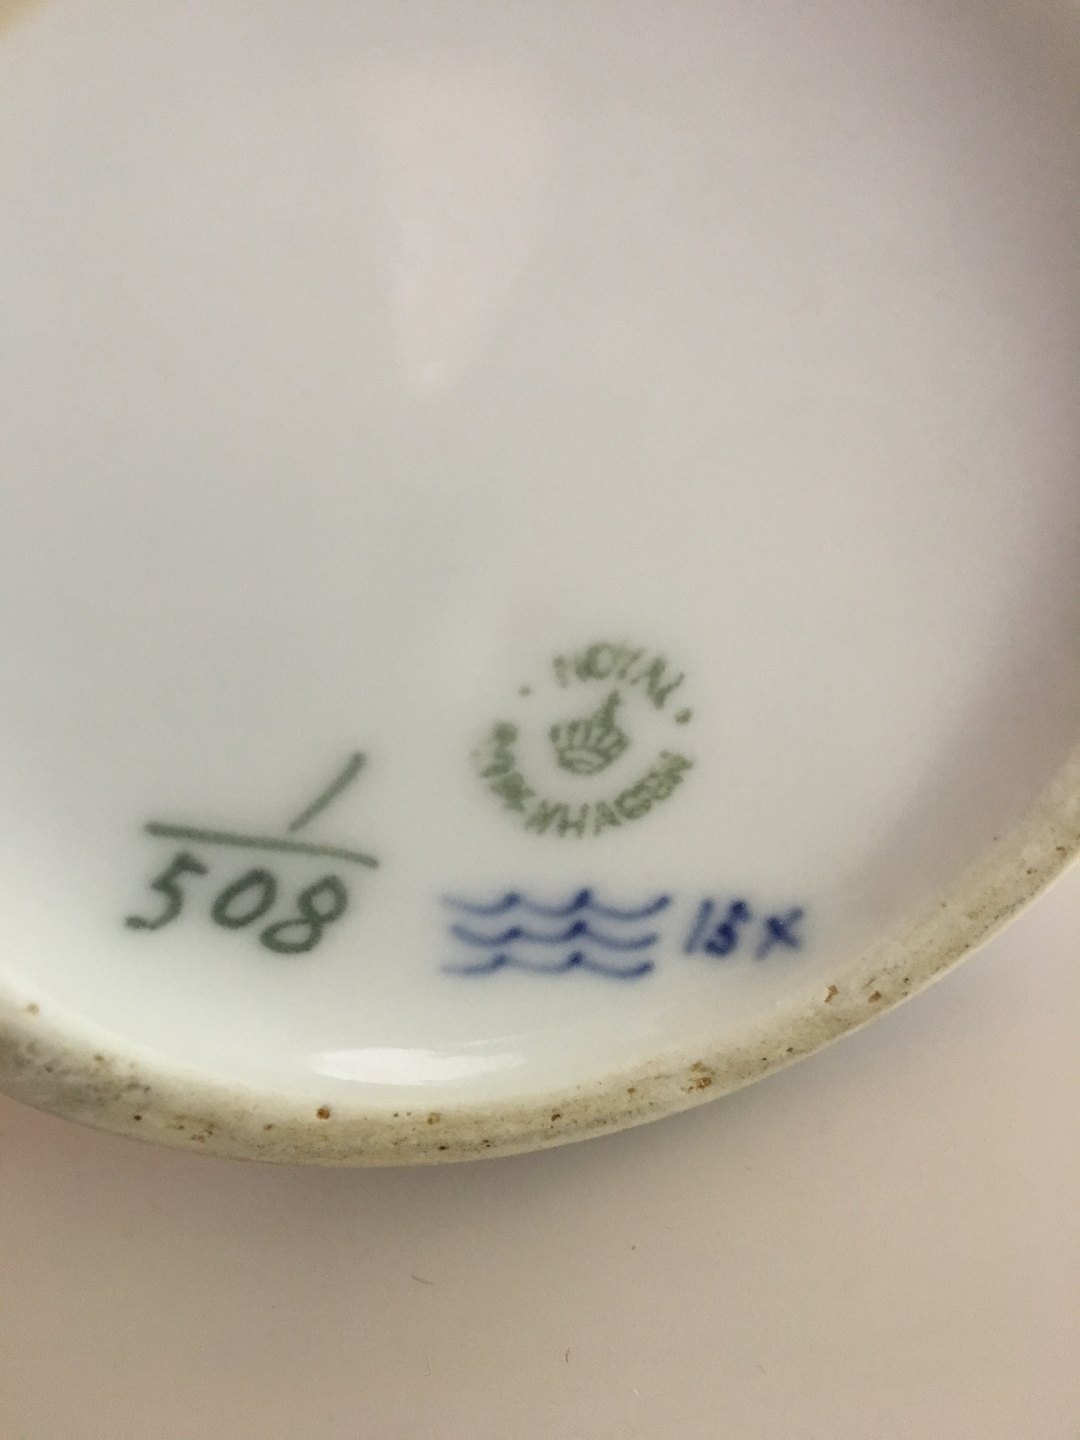 ROYAL
COPENHAGEN
1
508
15x